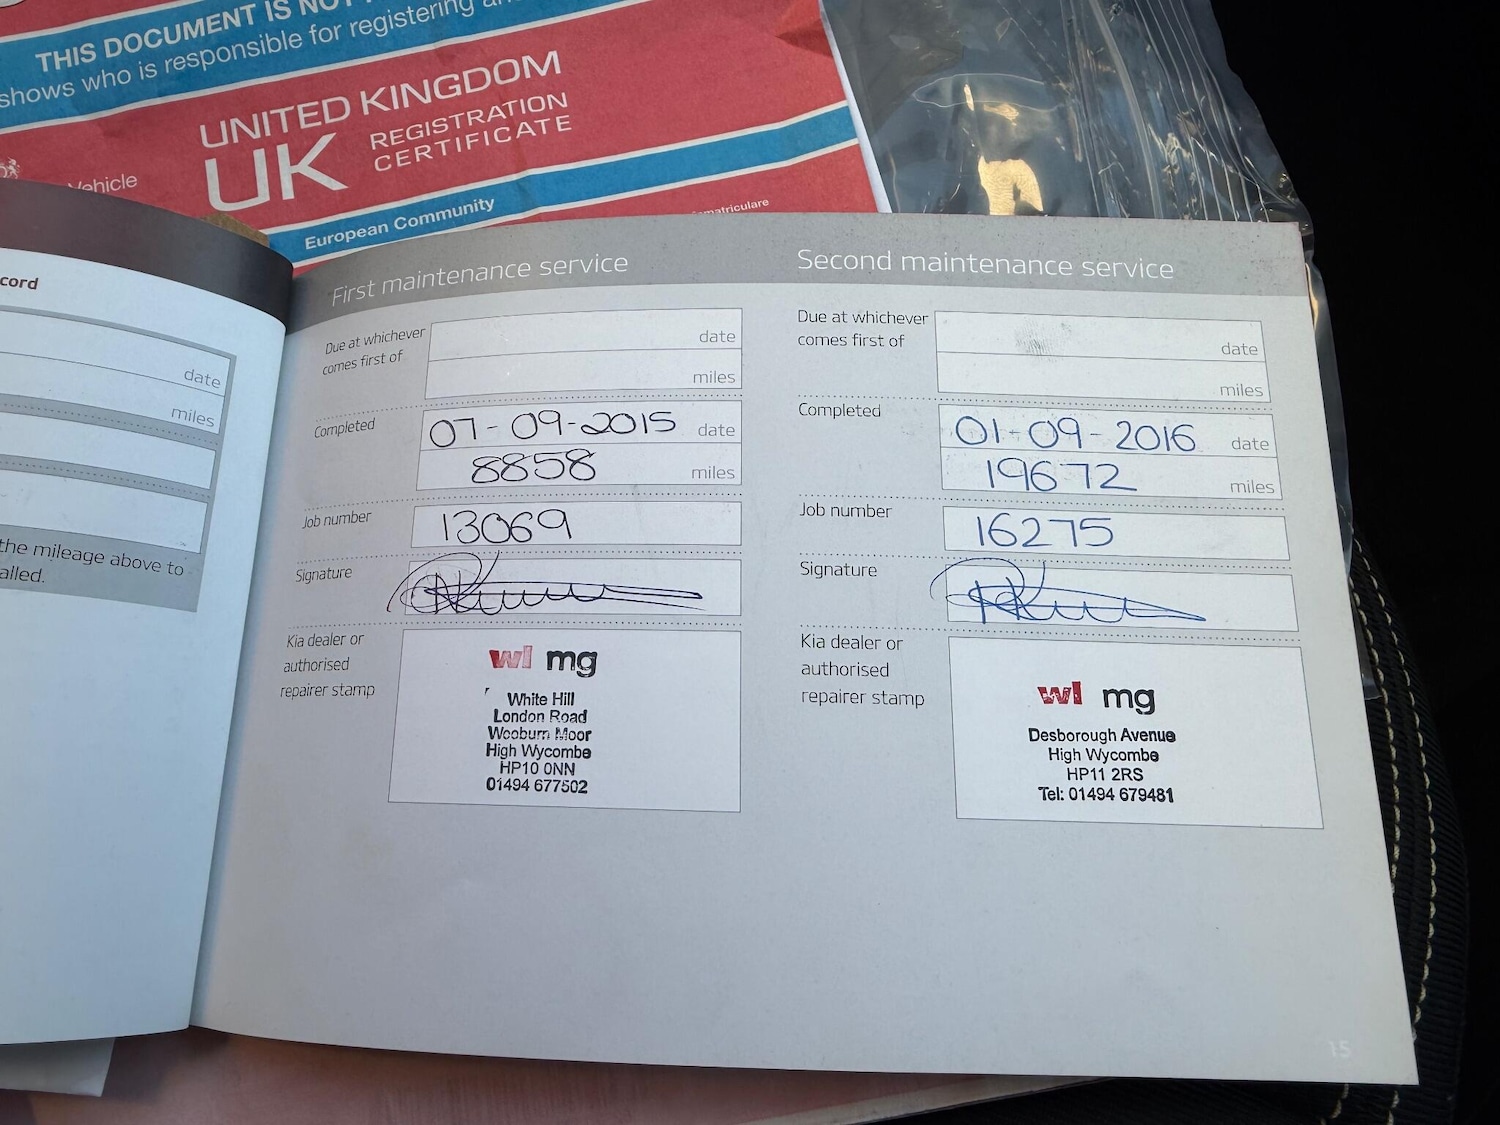 THIS DOCUMENT IS NOT
shows who is responsible for registering
UNITED KINGDOM
UK REGISTRATION
CERTIFICATE
Vehicle
European Community
cord
date
miles
the mileage above to
alled.
First maintenance service
Due at whichever
comes first of
date
miles
Completed
07-09-2015 date
8858 miles
Job number
13069
Signature
Kia dealer or
authorised
repairer stamp
wl mg
White Hill
London Road
Wooburn Moor
High Wycombe
HP10 0NN
01494 677502
Second maintenance service
Due at whichever
comes first of
date
miles
Completed
01-09-2016 date
19672 miles
Job number
16275
Signature
Kia dealer or
authorised
repairer stamp
wl mg
Desborough Avenue
High Wycombe
HP11 2RS
Tel: 01494 679481
15